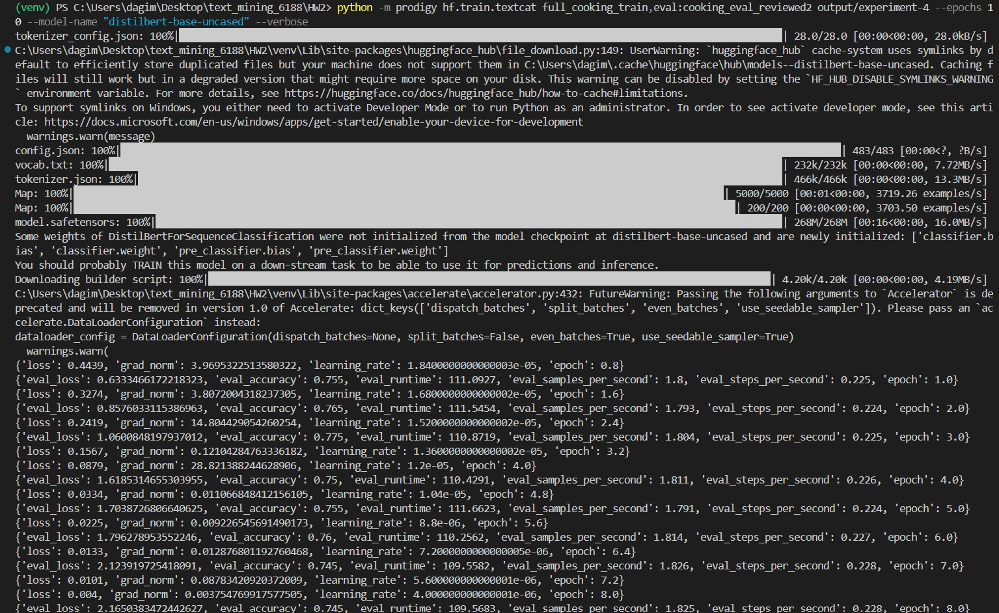 (venv) PS C:\Users\dagim\Desktop\text_mining_6188\HW2> python -m prodigy hf.train.textcat full_cooking_train,eval:cooking_eval_reviewed2 output/experiment-4 --epochs 1
0 --model-name "distilbert-base-uncased" --verbose
tokenizer_config.json: 100%| | 28.0/28.0 [00:00<00:00, 28.0kB/s]
C:\Users\dagim\Desktop\text_mining_6188\HW2\venv\Lib\site-packages\huggingface_hub\file_download.py:149: UserWarning: `huggingface_hub` cache-system uses symlinks by d
efault to efficiently store duplicated files but your machine does not support them in C:\Users\dagim\.cache\huggingface\hub\models--distilbert-base-uncased. Caching f
iles will still work but in a degraded version that might require more space on your disk. This warning can be disabled by setting the `HF_HUB_DISABLE_SYMLINKS_WARNING
` environment variable. For more details, see https://huggingface.co/docs/huggingface_hub/how-to-cache#limitations.
To support symlinks on Windows, you either need to activate Developer Mode or to run Python as an administrator. In order to see activate developer mode, see this arti
cle: https://docs.microsoft.com/en-us/windows/apps/get-started/enable-your-device-for-development
  warnings.warn(message)
config.json: 100%| | 483/483 [00:00<?, ?B/s]
vocab.txt: 100%| | 232k/232k [00:00<00:00, 7.72MB/s]
tokenizer.json: 100%| | 466k/466k [00:00<00:00, 13.3MB/s]
Map: 100%| | 5000/5000 [00:01<00:00, 3719.26 examples/s]
Map: 100%| | 200/200 [00:00<00:00, 3703.50 examples/s]
model.safetensors: 100%| | 268M/268M [00:16<00:00, 16.0MB/s]
Some weights of DistilBertForSequenceClassification were not initialized from the model checkpoint at distilbert-base-uncased and are newly initialized: ['classifier.b
ias', 'classifier.weight', 'pre_classifier.bias', 'pre_classifier.weight']
You should probably TRAIN this model on a down-stream task to be able to use it for predictions and inference.
Downloading builder script: 100%| | 4.20k/4.20k [00:00<00:00, 4.19MB/s]
C:\Users\dagim\Desktop\text_mining_6188\HW2\venv\Lib\site-packages\accelerate\accelerator.py:432: FutureWarning: Passing the following arguments to `Accelerator` is de
precated and will be removed in version 1.0 of Accelerate: dict_keys(['dispatch_batches', 'split_batches', 'even_batches', 'use_seedable_sampler']). Please pass an `ac
celerate.DataLoaderConfiguration` instead:
dataloader_config = DataLoaderConfiguration(dispatch_batches=None, split_batches=False, even_batches=True, use_seedable_sampler=True)
  warnings.warn(
{'loss': 0.4439, 'grad_norm': 3.9695322513580322, 'learning_rate': 1.8400000000000003e-05, 'epoch': 0.8}
{'eval_loss': 0.6333466172218323, 'eval_accuracy': 0.755, 'eval_runtime': 111.0927, 'eval_samples_per_second': 1.8, 'eval_steps_per_second': 0.225, 'epoch': 1.0}
{'loss': 0.3274, 'grad_norm': 3.8072004318237305, 'learning_rate': 1.6800000000000002e-05, 'epoch': 1.6}
{'eval_loss': 0.8576033115386963, 'eval_accuracy': 0.765, 'eval_runtime': 111.5454, 'eval_samples_per_second': 1.793, 'eval_steps_per_second': 0.224, 'epoch': 2.0}
{'loss': 0.2419, 'grad_norm': 14.804429054260254, 'learning_rate': 1.5200000000000002e-05, 'epoch': 2.4}
{'eval_loss': 1.0600848197937012, 'eval_accuracy': 0.775, 'eval_runtime': 110.8719, 'eval_samples_per_second': 1.804, 'eval_steps_per_second': 0.225, 'epoch': 3.0}
{'loss': 0.1567, 'grad_norm': 0.12104284763336182, 'learning_rate': 1.3600000000000002e-05, 'epoch': 3.2}
{'loss': 0.0879, 'grad_norm': 28.821388244628906, 'learning_rate': 1.2e-05, 'epoch': 4.0}
{'eval_loss': 1.6185314655303955, 'eval_accuracy': 0.75, 'eval_runtime': 110.4291, 'eval_samples_per_second': 1.811, 'eval_steps_per_second': 0.226, 'epoch': 4.0}
{'loss': 0.0334, 'grad_norm': 0.011066848412156105, 'learning_rate': 1.04e-05, 'epoch': 4.8}
{'eval_loss': 1.7038726806640625, 'eval_accuracy': 0.755, 'eval_runtime': 111.6623, 'eval_samples_per_second': 1.791, 'eval_steps_per_second': 0.224, 'epoch': 5.0}
{'loss': 0.0225, 'grad_norm': 0.009226545691490173, 'learning_rate': 8.8e-06, 'epoch': 5.6}
{'eval_loss': 1.796278953552246, 'eval_accuracy': 0.76, 'eval_runtime': 110.2562, 'eval_samples_per_second': 1.814, 'eval_steps_per_second': 0.227, 'epoch': 6.0}
{'loss': 0.0133, 'grad_norm': 0.012876801192760468, 'learning_rate': 7.2000000000000005e-06, 'epoch': 6.4}
{'eval_loss': 2.123919725418091, 'eval_accuracy': 0.745, 'eval_runtime': 109.5582, 'eval_samples_per_second': 1.826, 'eval_steps_per_second': 0.228, 'epoch': 7.0}
{'loss': 0.0101, 'grad_norm': 0.08783420920372009, 'learning_rate': 5.600000000000001e-06, 'epoch': 7.2}
{'loss': 0.004, 'grad_norm': 0.003754769917577505, 'learning_rate': 4.000000000000001e-06, 'epoch': 8.0}
{'eval_loss': 2.1650383472442627, 'eval_accuracy': 0.745, 'eval_runtime': 109.5683, 'eval_samples_per_second': 1.825, 'eval_steps_per_second': 0.228, 'epoch': 8.0}